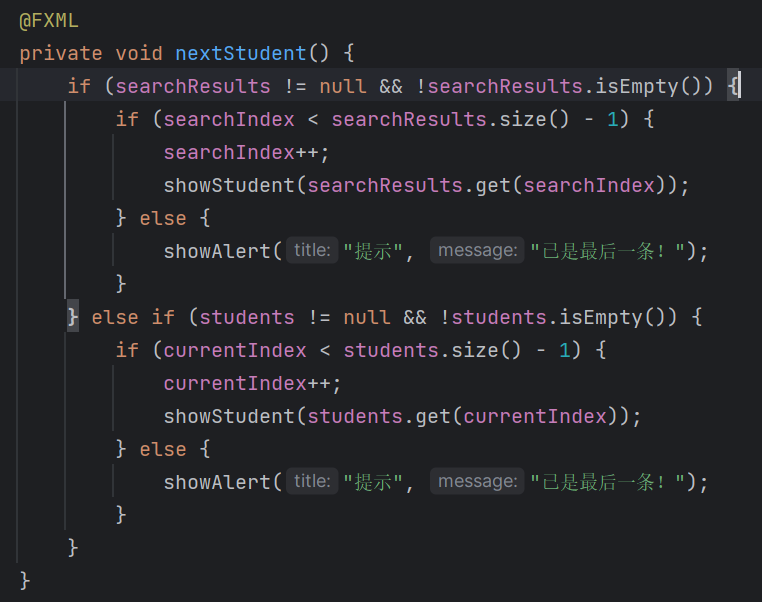 @FXML
private void nextStudent() {
    if (searchResults != null && !searchResults.isEmpty()) {
        if (searchIndex < searchResults.size() - 1) {
            searchIndex++;
            showStudent(searchResults.get(searchIndex));
        } else {
            showAlert( title: "提示", message: "已是最后一条！");
        }
    } else if (students != null && !students.isEmpty()) {
        if (currentIndex < students.size() - 1) {
            currentIndex++;
            showStudent(students.get(currentIndex));
        } else {
            showAlert( title: "提示", message: "已是最后一条！");
        }
    }
}